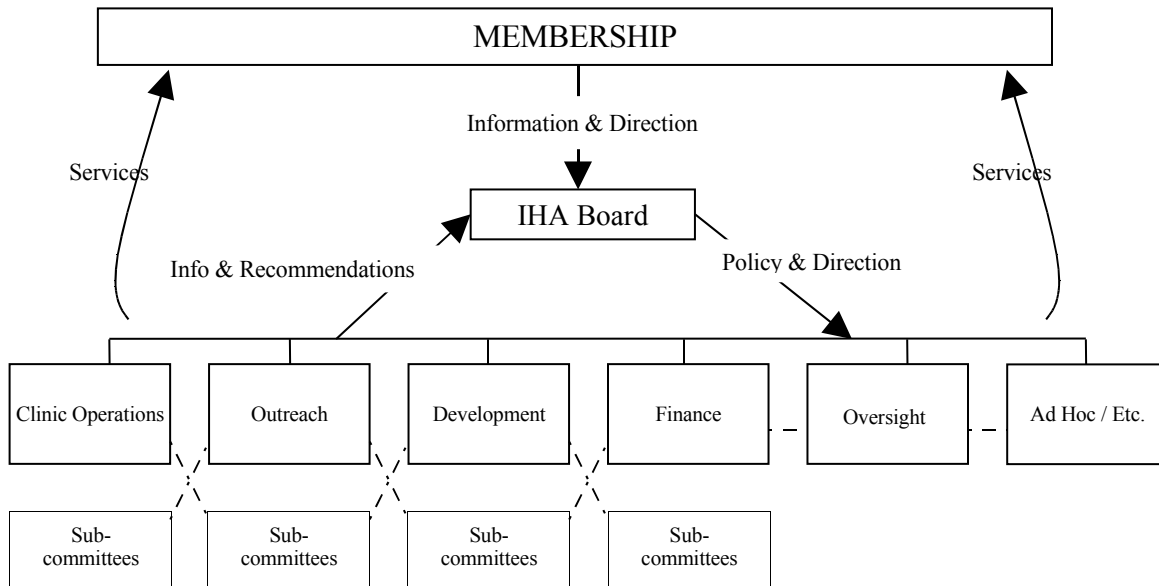 MEMBERSHIP
Information & Direction
Services
Services
IHA Board
Info & Recommendations
Policy & Direction
Clinic Operations
Outreach
Development
Finance
Oversight
Ad Hoc / Etc.
Sub-
committees
Sub-
committees
Sub-
committees
Sub-
committees